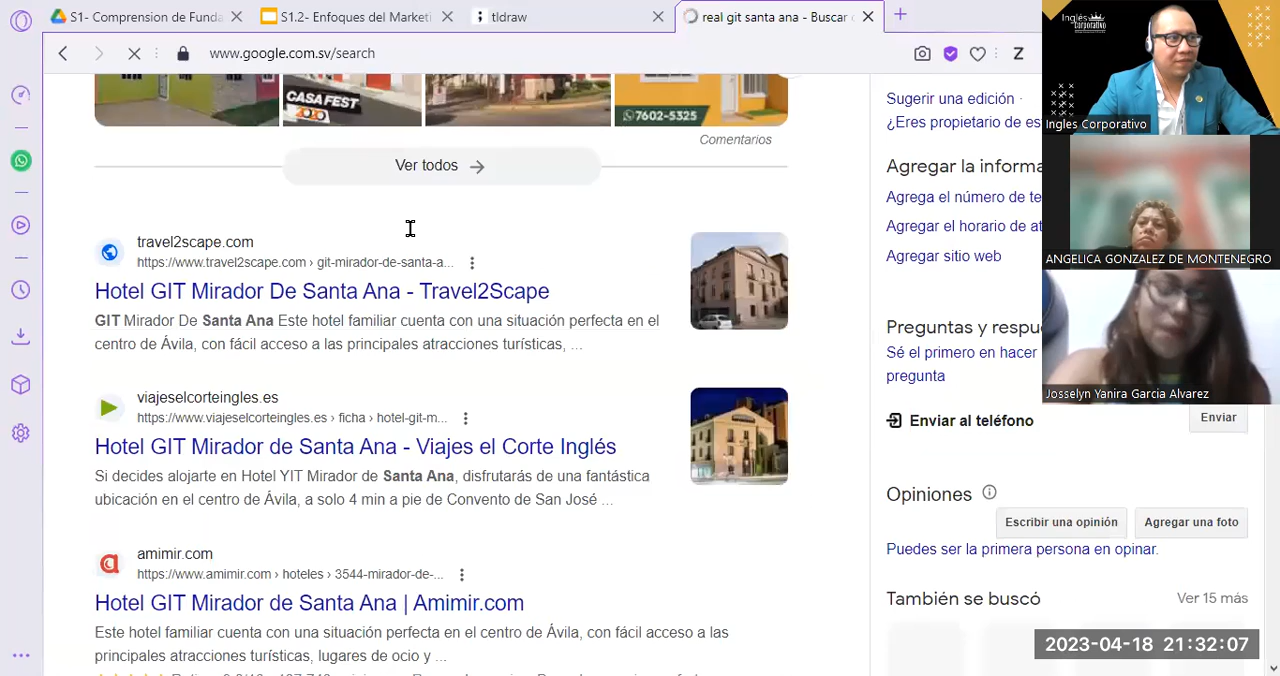 S1- Comprension de Funda
S1.2- Enfoques del Marketi
tldraw
real git santa ana - Buscar
www.google.com.sv/search
Z
CASA FEST
2020
7602-5325
Comentarios
Ver todos
travel2scape.com
https://www.travel2scape.com › git-mirador-de-santa-a...
Hotel GIT Mirador De Santa Ana - Travel2Scape
GIT Mirador De Santa Ana Este hotel familiar cuenta con una situación perfecta en el
centro de Ávila, con fácil acceso a las principales atracciones turísticas, ...
viajeselcorteingles.es
https://www.viajeselcorteingles.es › ficha › hotel-git-m...
Hotel GIT Mirador de Santa Ana - Viajes el Corte Inglés
Si decides alojarte en Hotel YIT Mirador de Santa Ana, disfrutarás de una fantástica
ubicación en el centro de Ávila, a solo 4 min a pie de Convento de San José ...
amimir.com
https://www.amimir.com › hoteles › 3544-mirador-de-...
Hotel GIT Mirador de Santa Ana | Amimir.com
Este hotel familiar cuenta con una situación perfecta en el centro de Ávila, con fácil acceso a las
principales atracciones turísticas, lugares de ocio y ...
Sugerir una edición ·
¿Eres propietario de es
Agregar la informa
Agrega el número de te
Agregar el horario de at
Agregar sitio web
Preguntas y respu
Sé el primero en hacer
pregunta
Enviar al teléfono
Enviar
Opiniones
Escribir una opinión
Agregar una foto
Puedes ser la primera persona en opinar.
También se buscó
Ver 15 más
Inglés
Corporativo
Ingles Corporativo
ANGELICA GONZALEZ DE MONTENEGRO
Josselyn Yanira Garcia Alvarez
2023-04-18 21:32:07